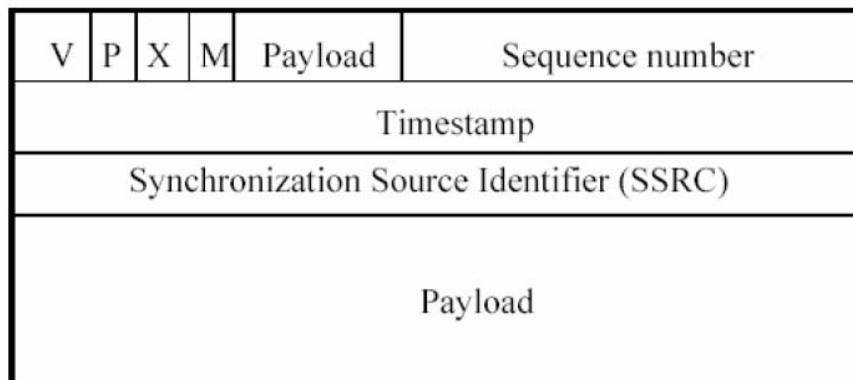 V P X M Payload Sequence number
Timestamp
Synchronization Source Identifier (SSRC)
Payload